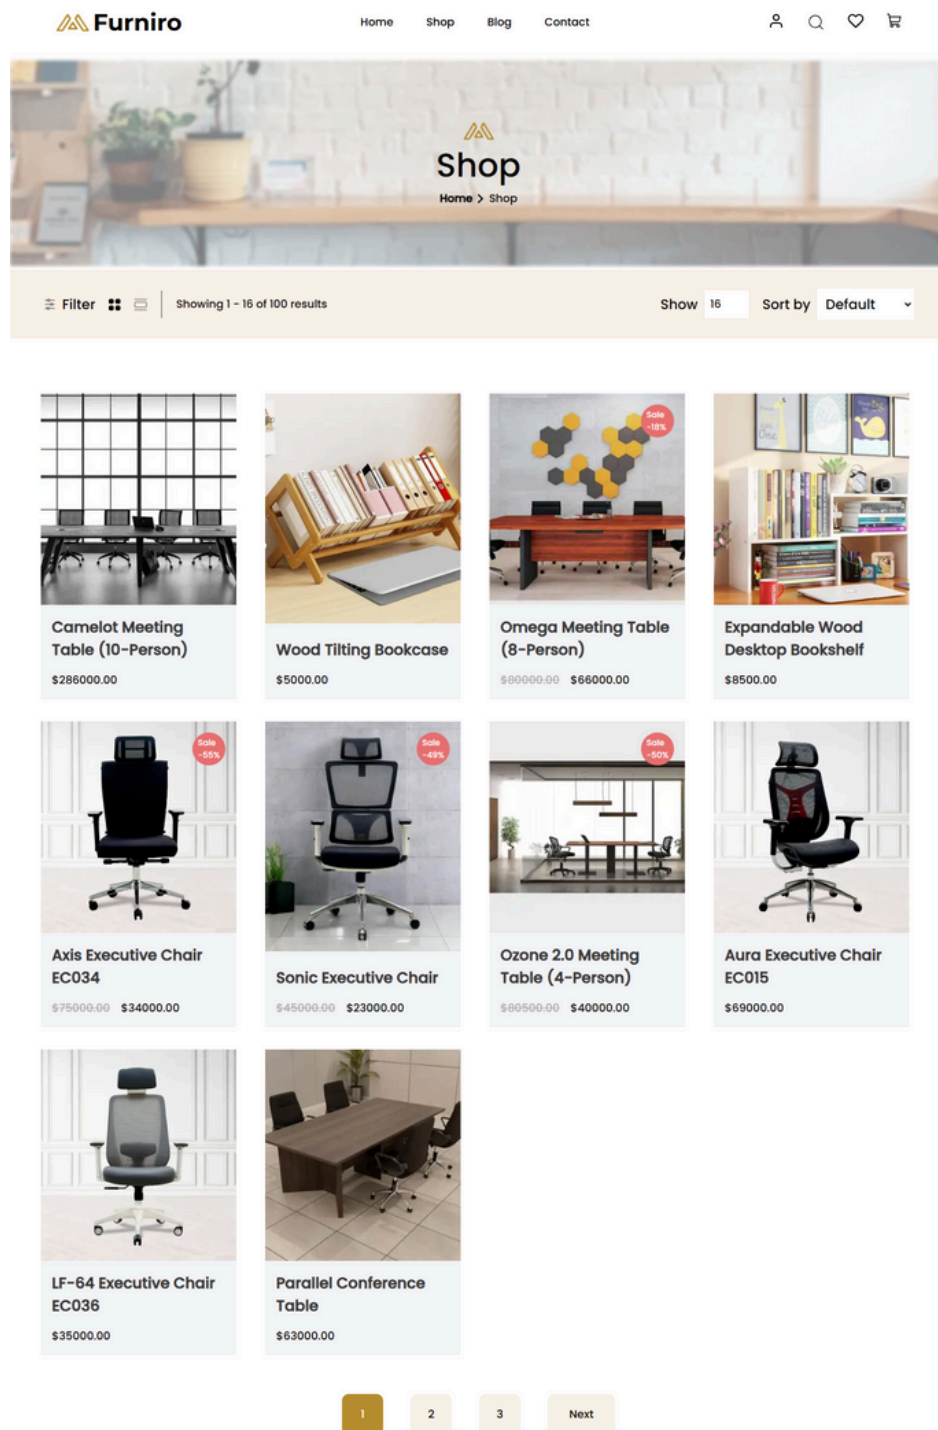 Furniro
Home Shop Blog Contact
Shop
Home > Shop
Filter
Showing 1 - 16 of 100 results
Show 16 Sort by Default
Sale
-18%
Camelot Meeting
Table (10-Person)
$286000.00
Wood Tilting Bookcase
$5000.00
Omega Meeting Table
(8-Person)
$80000.00 $66000.00
Expandable Wood
Desktop Bookshelf
$8500.00
Sale
-55%
Sale
-49%
Sale
-50%
Axis Executive Chair
EC034
$75000.00 $34000.00
Sonic Executive Chair
$45000.00 $23000.00
Ozone 2.0 Meeting
Table (4-Person)
$80500.00 $40000.00
Aura Executive Chair
EC015
$69000.00
LF-64 Executive Chair
EC036
$35000.00
Parallel Conference
Table
$63000.00
1 2 3 Next